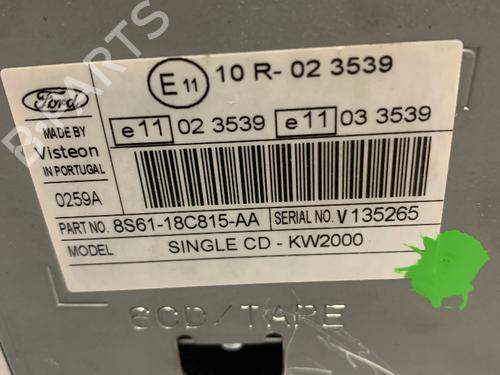 Ford
E 11 10 R- 02 3539
MADE BY
Visteon
IN PORTUGAL
e11 02 3539 e11 03 3539
0259A
PART NO. 8S61-18C815-AA SERIAL NO. V 135265
MODEL SINGLE CD - KW2000
6CD/TAPE
B-PARTS